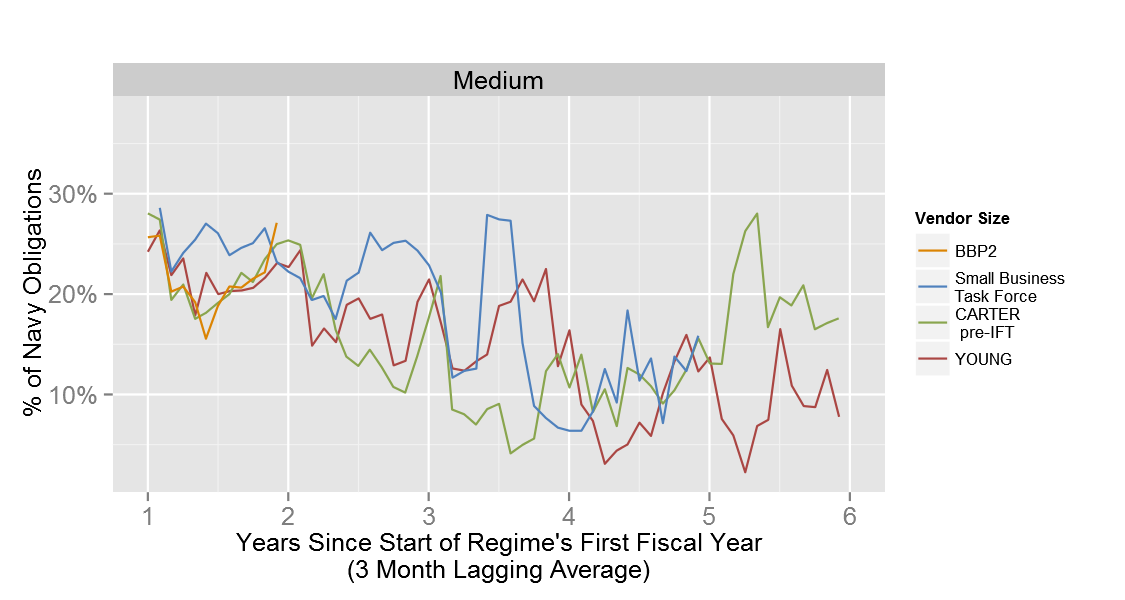 Medium
% of Navy Obligations
30%
20%
10%
1 2 3 4 5 6
Years Since Start of Regime's First Fiscal Year
(3 Month Lagging Average)
Vendor Size
BBP2
Small Business
Task Force
CARTER
pre-IFT
YOUNG